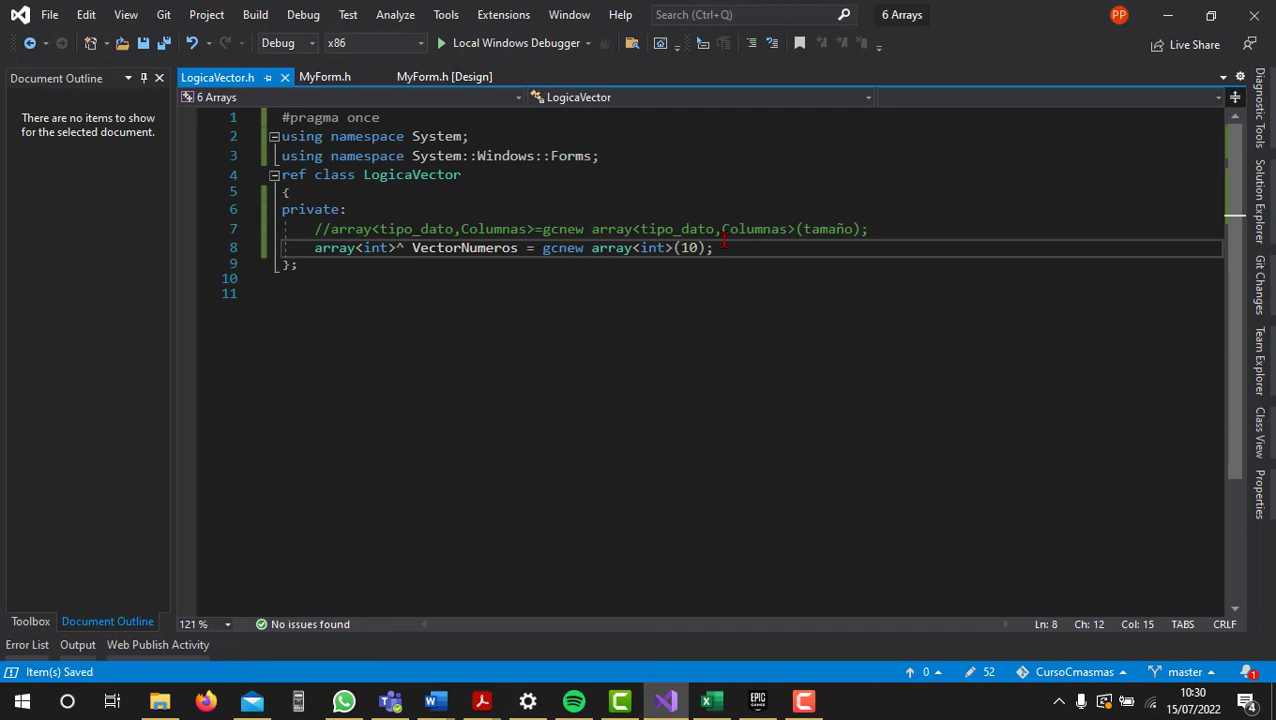 File Edit View Git Project Build Debug Test Analyze Tools Extensions Window Help Search (Ctrl+Q) 6 Arrays PP
Debug x86 Local Windows Debugger Live Share
Document Outline
There are no items to show
for the selected document.
LogicaVector.h MyForm.h MyForm.h [Design]
6 Arrays LogicaVector
1 #pragma once
2 using namespace System;
3 using namespace System::Windows::Forms;
4 ref class LogicaVector
5 {
6 private:
7 //array<tipo_dato,Columnas>=gcnew array<tipo_dato,Columnas>(tamaño);
8 array<int>^ VectorNumeros = gcnew array<int>(10);
9 };
10
11
Diagnostic Tools
Solution Explorer
Git Changes
Team Explorer
Class View
Properties
Toolbox Document Outline
121 % No issues found Ln: 8 Ch: 12 Col: 15 TABS CRLF
Error List Output Web Publish Activity
Item(s) Saved 0 52 CursoCmasmas master 1
10:30
15/07/2022
4